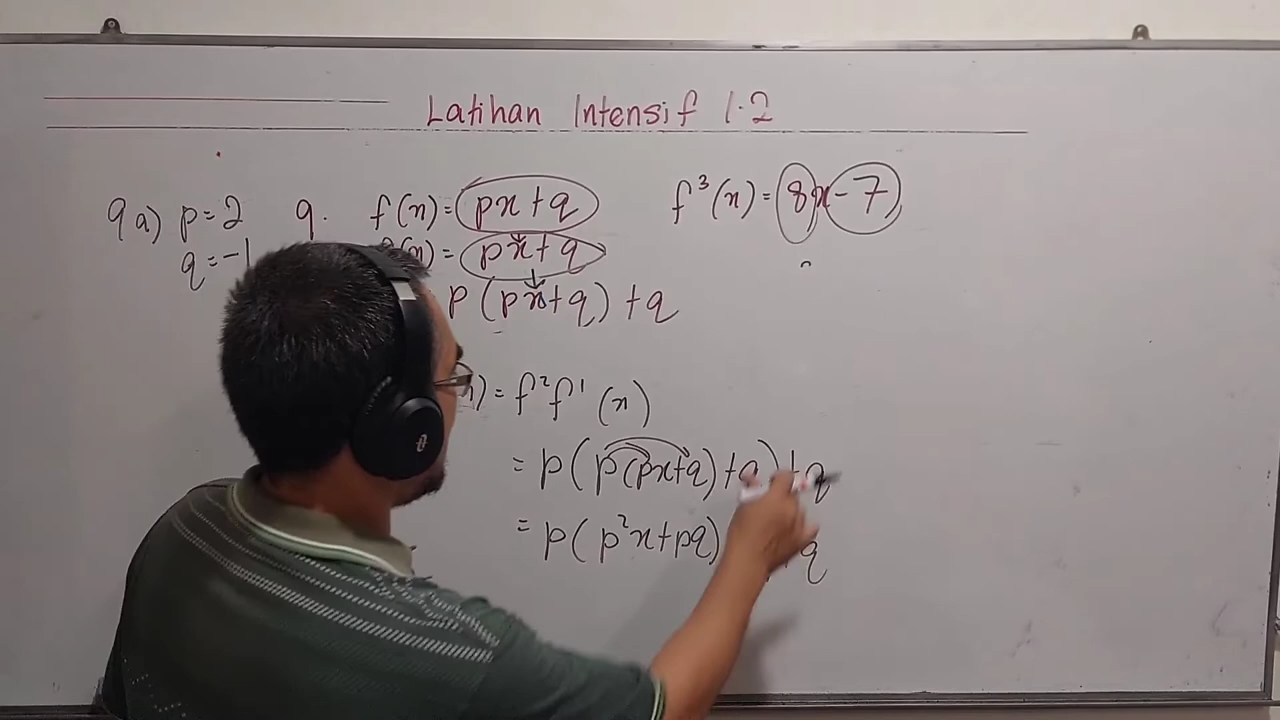 Latihan Intensif 1.2
9a) p=2 9. f(x)=px+q f³(x)=8x-7
q=-1 (x)=px+q
p(px+q)+q
)=f²f¹(x)
=p(p(px+q)+q)+q
=p(p²x+pq) +q